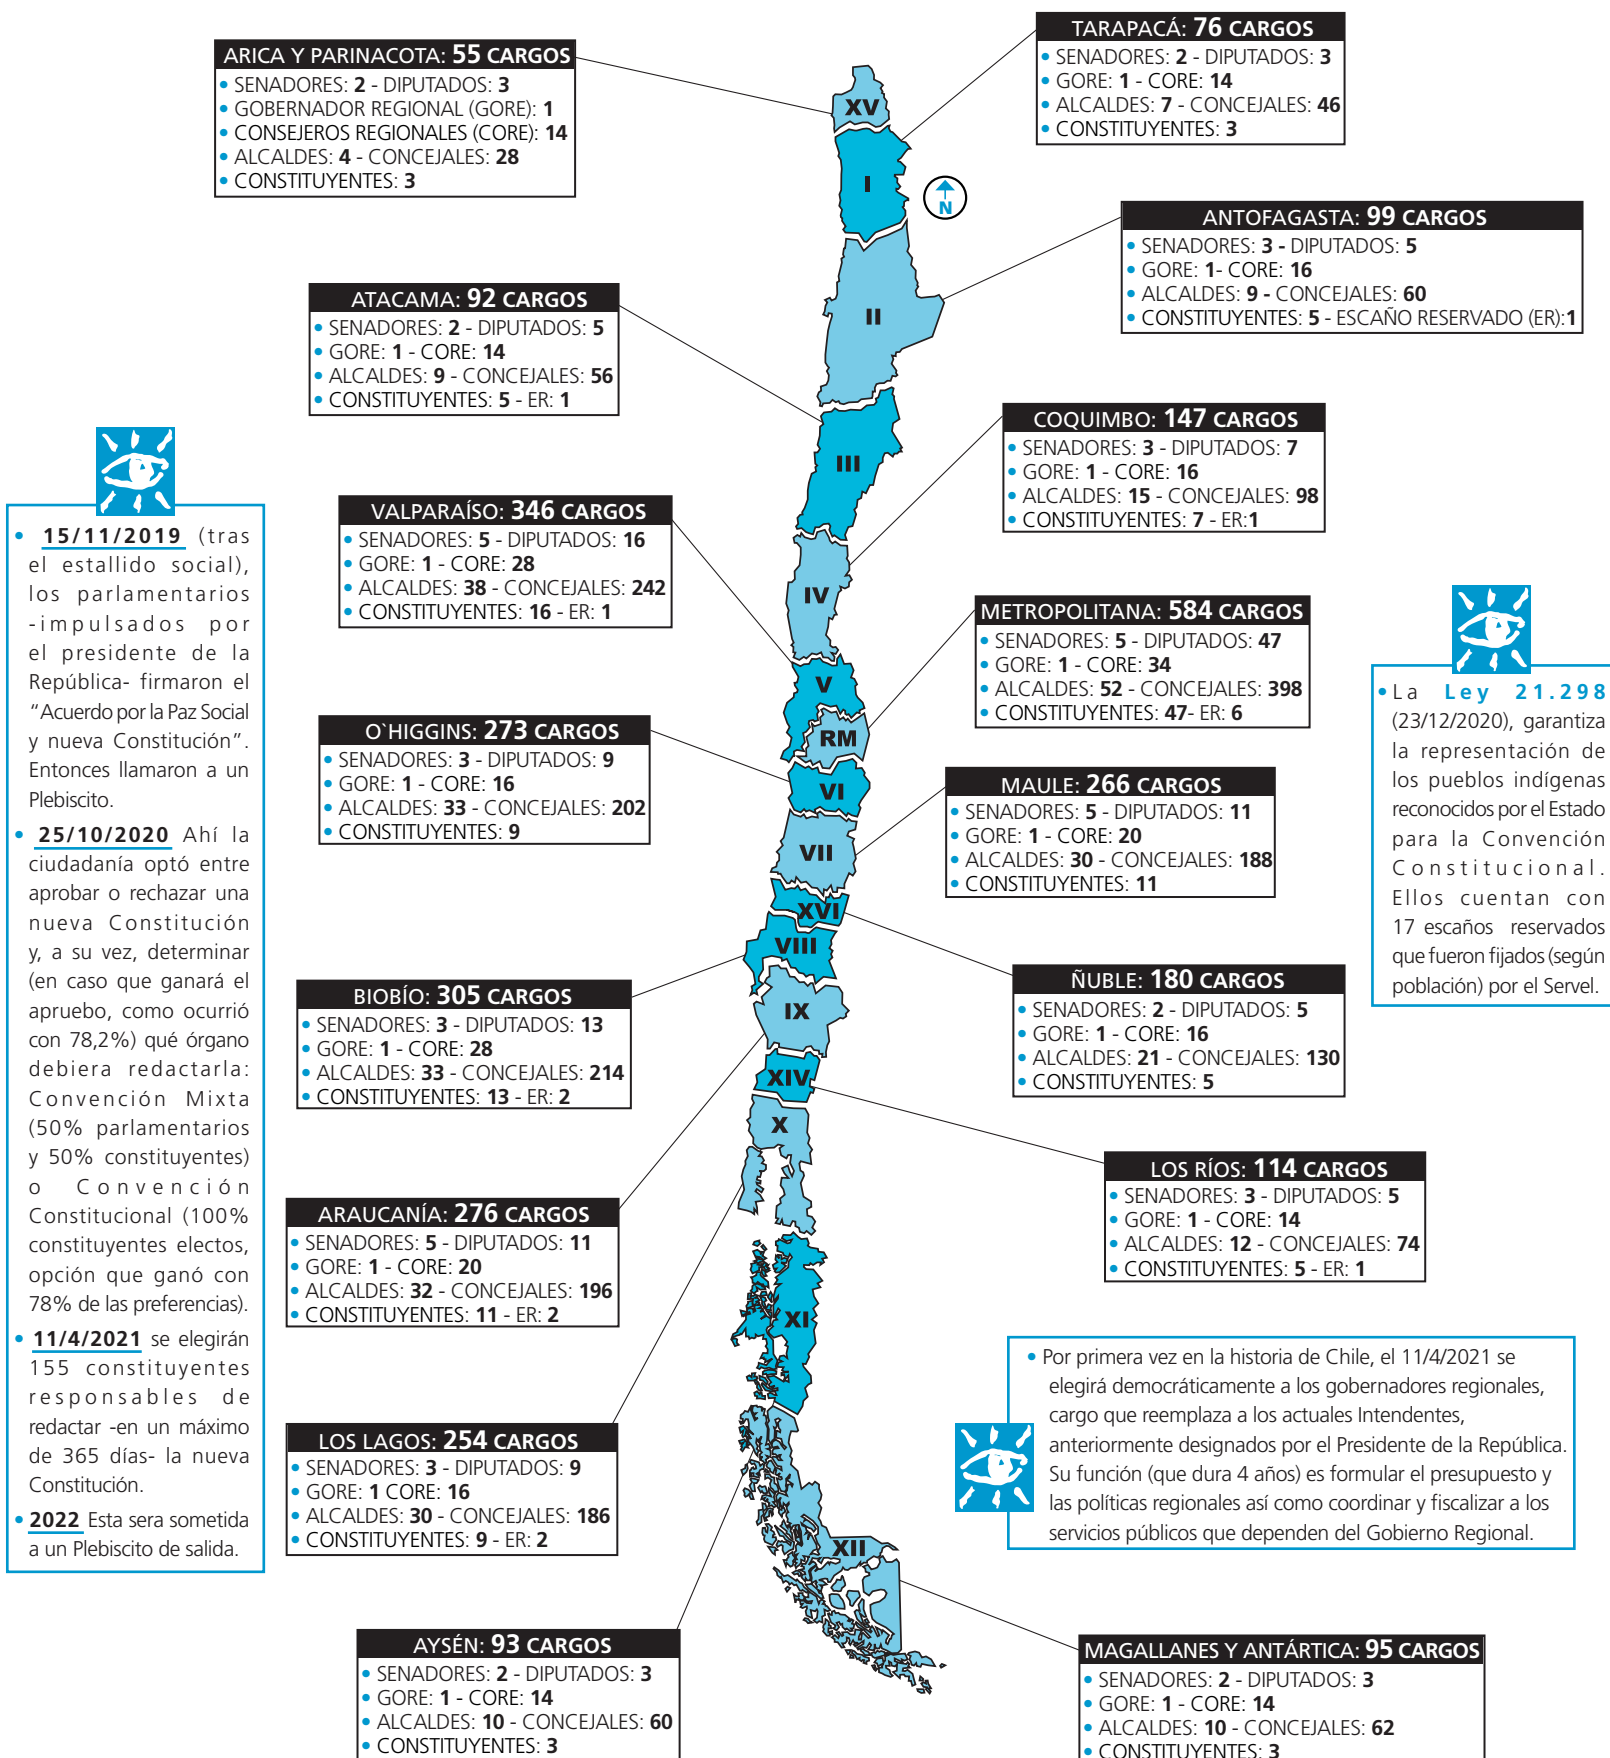 TARAPACÁ: 76 CARGOS
• SENADORES: 2 - DIPUTADOS: 3
• GORE: 1 - CORE: 14
• ALCALDES: 7 - CONCEJALES: 46
• CONSTITUYENTES: 3
ARICA Y PARINACOTA: 55 CARGOS
• SENADORES: 2 - DIPUTADOS: 3
• GOBERNADOR REGIONAL (GORE): 1
• CONSEJEROS REGIONALES (CORE): 14
• ALCALDES: 4 - CONCEJALES: 28
• CONSTITUYENTES: 3
XV
I
N
ANTOFAGASTA: 99 CARGOS
• SENADORES: 3 - DIPUTADOS: 5
• GORE: 1- CORE: 16
• ALCALDES: 9 - CONCEJALES: 60
• CONSTITUYENTES: 5 - ESCAÑO RESERVADO (ER):1
ATACAMA: 92 CARGOS
• SENADORES: 2 - DIPUTADOS: 5
• GORE: 1 - CORE: 14
• ALCALDES: 9 - CONCEJALES: 56
• CONSTITUYENTES: 5 - ER: 1
II
COQUIMBO: 147 CARGOS
• SENADORES: 3 - DIPUTADOS: 7
• GORE: 1 - CORE: 16
• ALCALDES: 15 - CONCEJALES: 98
• CONSTITUYENTES: 7 - ER:1
III
VALPARAÍSO: 346 CARGOS
• SENADORES: 5 - DIPUTADOS: 16
• GORE: 1 - CORE: 28
• ALCALDES: 38 - CONCEJALES: 242
• CONSTITUYENTES: 16 - ER: 1
IV
METROPOLITANA: 584 CARGOS
• SENADORES: 5 - DIPUTADOS: 47
• GORE: 1 - CORE: 34
• ALCALDES: 52 - CONCEJALES: 398
• CONSTITUYENTES: 47- ER: 6
V
RM
O`HIGGINS: 273 CARGOS
• SENADORES: 3 - DIPUTADOS: 9
• GORE: 1 - CORE: 16
• ALCALDES: 33 - CONCEJALES: 202
• CONSTITUYENTES: 9
VI
MAULE: 266 CARGOS
• SENADORES: 5 - DIPUTADOS: 11
• GORE: 1 - CORE: 20
• ALCALDES: 30 - CONCEJALES: 188
• CONSTITUYENTES: 11
VII
XVI
VIII
ÑUBLE: 180 CARGOS
• SENADORES: 2 - DIPUTADOS: 5
• GORE: 1 - CORE: 16
• ALCALDES: 21 - CONCEJALES: 130
• CONSTITUYENTES: 5
BIOBÍO: 305 CARGOS
• SENADORES: 3 - DIPUTADOS: 13
• GORE: 1 - CORE: 28
• ALCALDES: 33 - CONCEJALES: 214
• CONSTITUYENTES: 13 - ER: 2
IX
XIV
X
LOS RÍOS: 114 CARGOS
• SENADORES: 3 - DIPUTADOS: 5
• GORE: 1 - CORE: 14
• ALCALDES: 12 - CONCEJALES: 74
• CONSTITUYENTES: 5 - ER: 1
ARAUCANÍA: 276 CARGOS
• SENADORES: 5 - DIPUTADOS: 11
• GORE: 1 - CORE: 20
• ALCALDES: 32 - CONCEJALES: 196
• CONSTITUYENTES: 11 - ER: 2
XI
LOS LAGOS: 254 CARGOS
• SENADORES: 3 - DIPUTADOS: 9
• GORE: 1 CORE: 16
• ALCALDES: 30 - CONCEJALES: 186
• CONSTITUYENTES: 9 - ER: 2
XII
AYSÉN: 93 CARGOS
• SENADORES: 2 - DIPUTADOS: 3
• GORE: 1 - CORE: 14
• ALCALDES: 10 - CONCEJALES: 60
• CONSTITUYENTES: 3
MAGALLANES Y ANTÁRTICA: 95 CARGOS
• SENADORES: 2 - DIPUTADOS: 3
• GORE: 1 - CORE: 14
• ALCALDES: 10 - CONCEJALES: 62
• CONSTITUYENTES: 3
• 15/11/2019 (tras
el estallido social),
los parlamentarios
-impulsados por
el presidente de la
República- firmaron el
“Acuerdo por la Paz Social
y nueva Constitución”.
Entonces llamaron a un
Plebiscito.
• 25/10/2020 Ahí la
ciudadanía optó entre
aprobar o rechazar una
nueva Constitución
y, a su vez, determinar
(en caso que ganará el
apruebo, como ocurrió
con 78,2%) qué órgano
debiera redactarla:
Convención Mixta
(50% parlamentarios
y 50% constituyentes)
o Convención
Constitucional (100%
constituyentes electos,
opción que ganó con
78% de las preferencias).
• 11/4/2021 se elegirán
155 constituyentes
responsables de
redactar -en un máximo
de 365 días- la nueva
Constitución.
• 2022 Esta sera sometida
a un Plebiscito de salida.
• La Ley 21.298
(23/12/2020), garantiza
la representación de
los pueblos indígenas
reconocidos por el Estado
para la Convención
Constitucional.
Ellos cuentan con
17 escaños reservados
que fueron fijados (según
población) por el Servel.
• Por primera vez en la historia de Chile, el 11/4/2021 se
elegirá democráticamente a los gobernadores regionales,
cargo que reemplaza a los actuales Intendentes,
anteriormente designados por el Presidente de la República.
Su función (que dura 4 años) es formular el presupuesto y
las políticas regionales así como coordinar y fiscalizar a los
servicios públicos que dependen del Gobierno Regional.